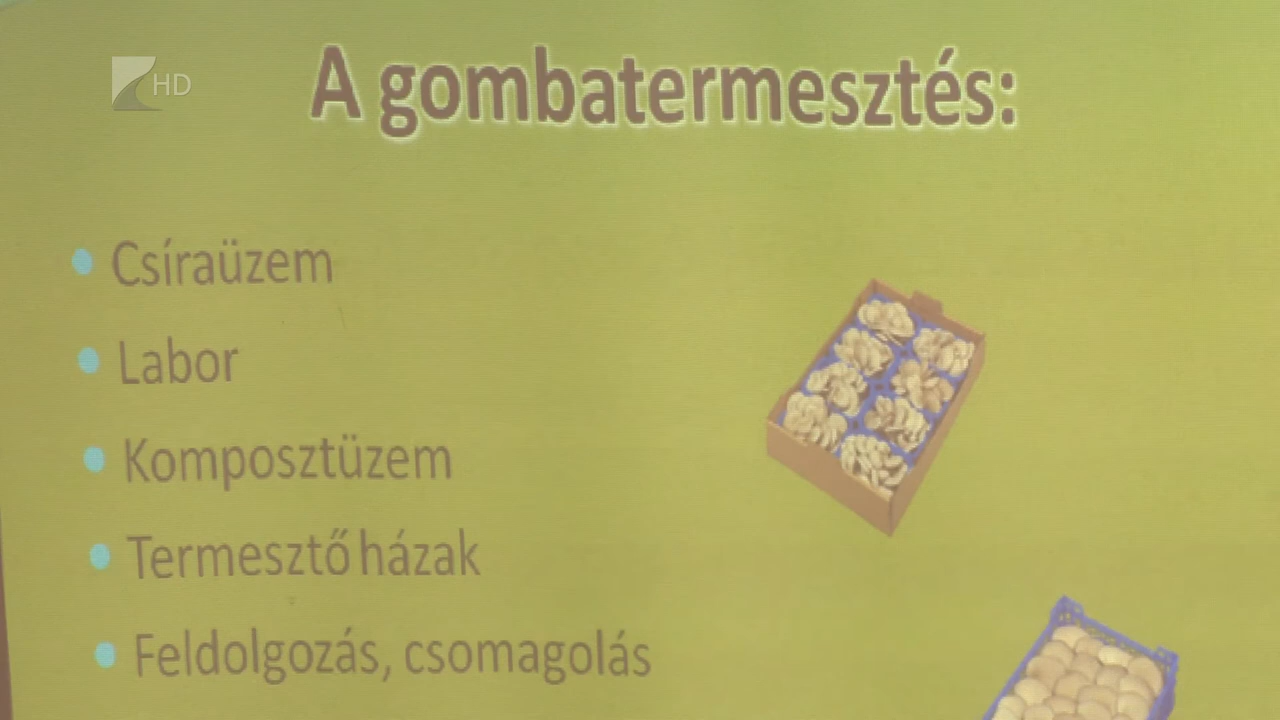 HD
A gombatermesztés:
Csíraüzem
Labor
Komposztüzem
Termesztő házak
Feldolgozás, csomagolás